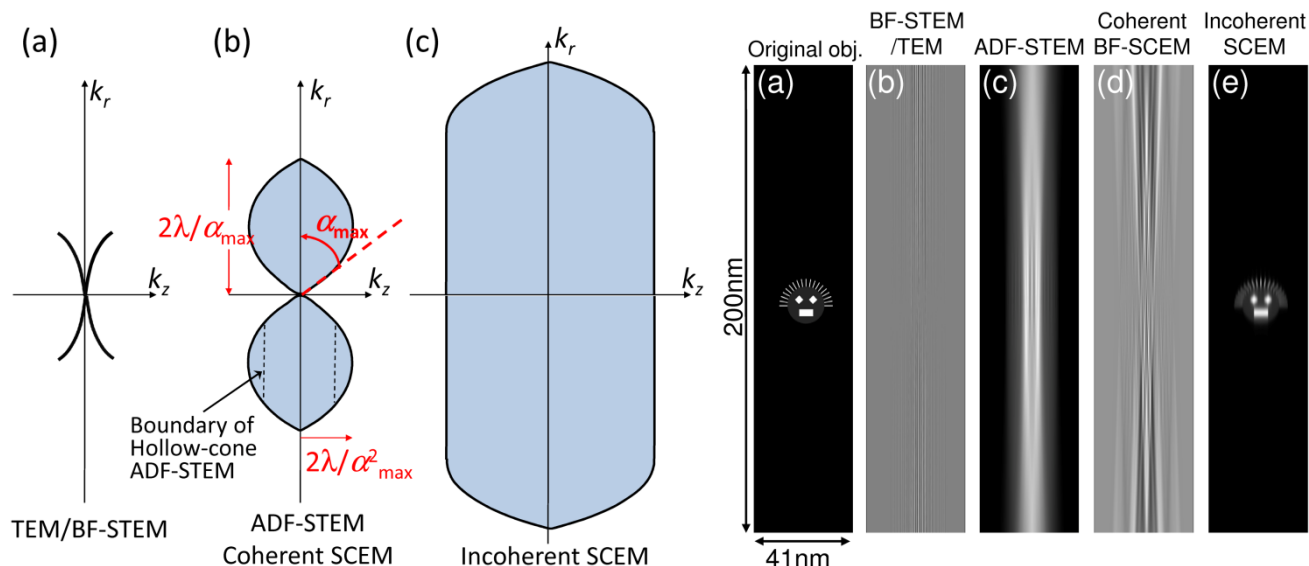 (a)
k_r
k_z
TEM/BF-STEM
(b)
k_r
2λ/α_max
α_max
k_z
Boundary of
Hollow-cone
ADF-STEM
2λ/α²_max
ADF-STEM
Coherent SCEM
(c)
k_r
k_z
Incoherent SCEM
Original obj.
(a)
200nm
41nm
BF-STEM
/TEM
(b)
ADF-STEM
(c)
Coherent
BF-SCEM
(d)
Incoherent
SCEM
(e)